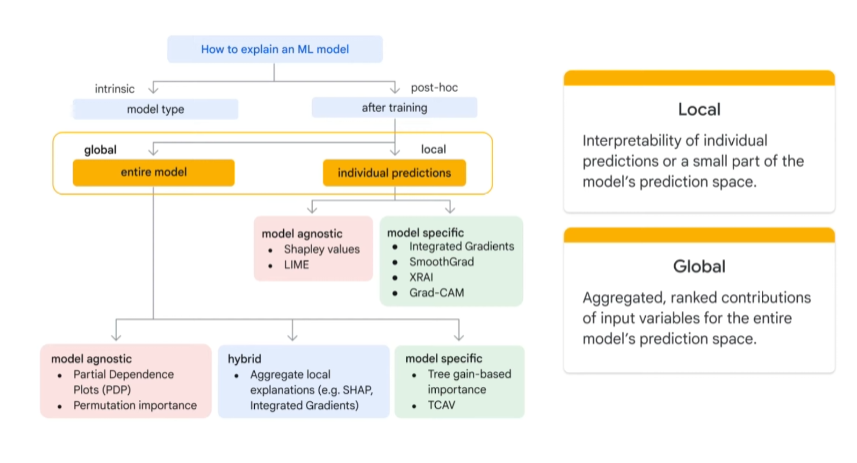 How to explain an ML model
intrinsic
post-hoc
model type
after training
global
local
entire model
individual predictions
model agnostic
• Shapley values
• LIME
model specific
• Integrated Gradients
• SmoothGrad
• XRAI
• Grad-CAM
model agnostic
• Partial Dependence
Plots (PDP)
• Permutation importance
hybrid
• Aggregate local
explanations (e.g. SHAP,
Integrated Gradients)
model specific
• Tree gain-based
importance
• TCAV
Local
Interpretability of individual
predictions or a small part of the
model's prediction space.
Global
Aggregated, ranked contributions
of input variables for the entire
model's prediction space.